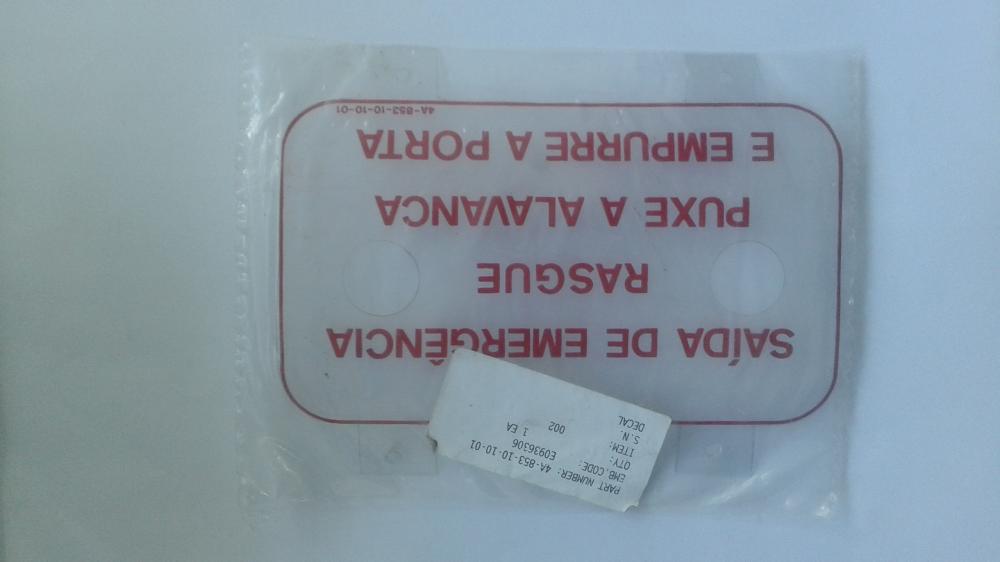 SAÍDA DE EMERGÊNCIA
RASGUE
PUXE A ALAVANCA
E EMPURRE A PORTA
4A-853-10-10-01
PART NUMBER: 4A-853-10-10-01
EMB.CODE: E0936306
QTY: 1 EA
ITEM: 002
S.N.:
DECAL